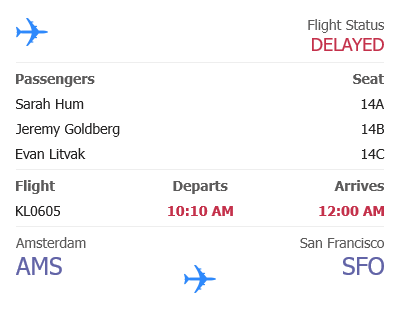 Flight Status
DELAYED
Passengers Seat
Sarah Hum 14A
Jeremy Goldberg 14B
Evan Litvak 14C
Flight Departs Arrives
KL0605 10:10 AM 12:00 AM
Amsterdam San Francisco
AMS SFO